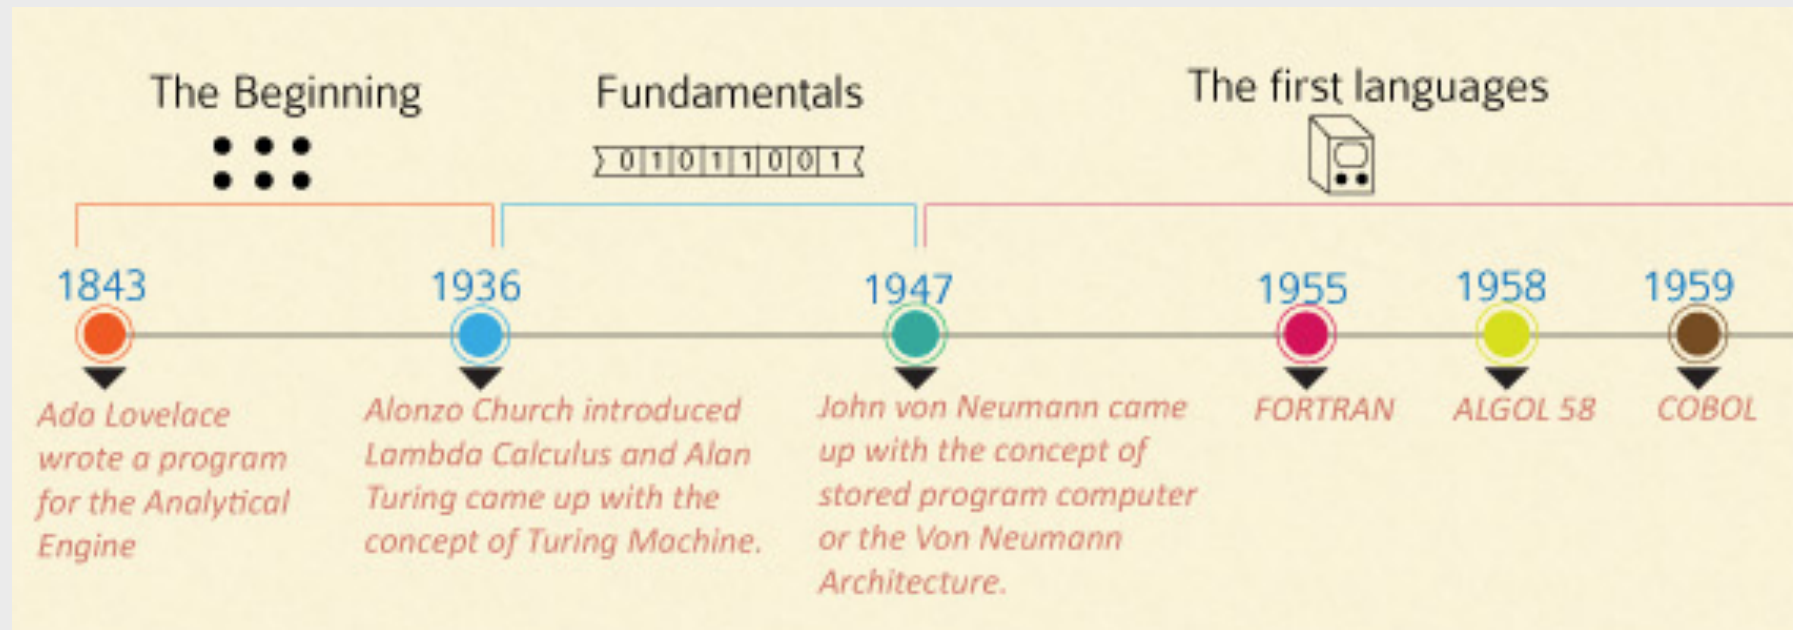 The Beginning
Fundamentals
The first languages
0 1 0 1 1 0 0 1
1843
1936
1947
1955
1958
1959
Ada Lovelace
wrote a program
for the Analytical
Engine
Alonzo Church introduced
Lambda Calculus and Alan
Turing came up with the
concept of Turing Machine.
John von Neumann came
up with the concept of
stored program computer
or the Von Neumann
Architecture.
FORTRAN
ALGOL 58
COBOL